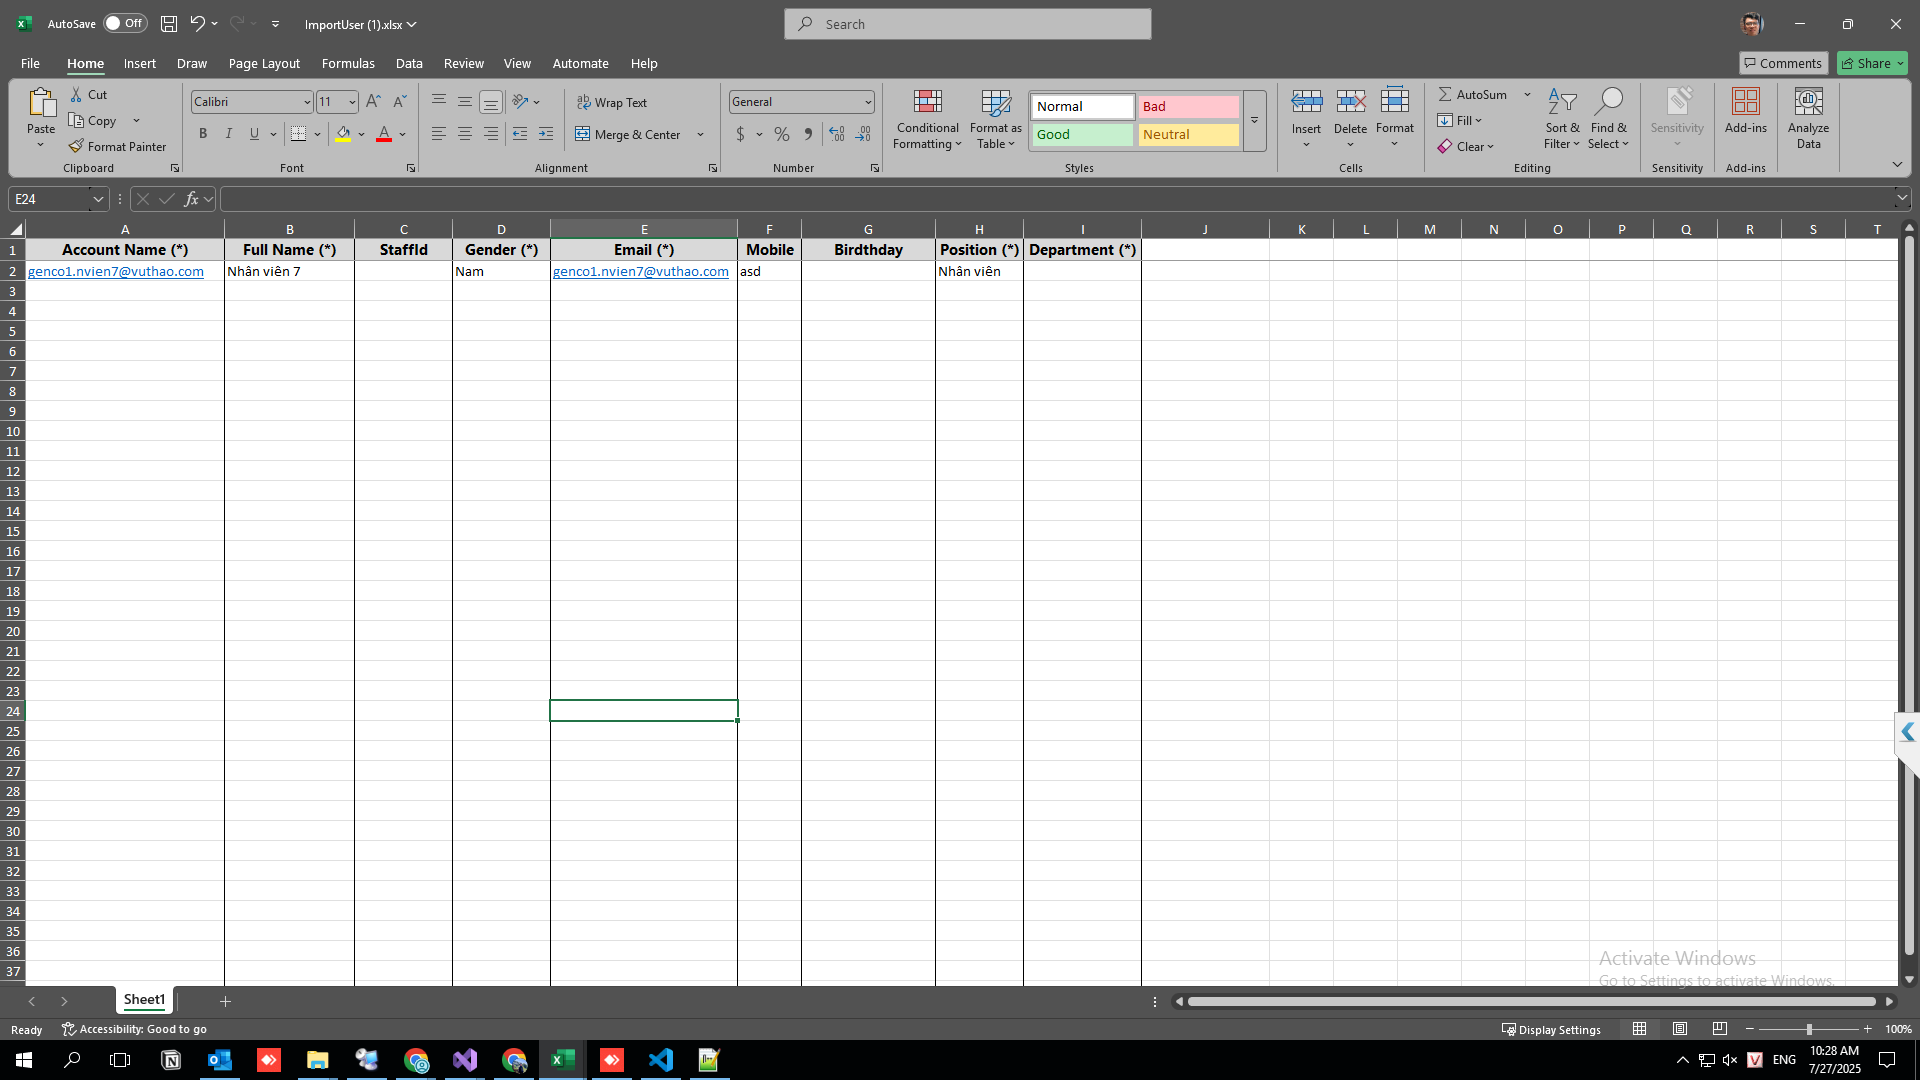 AutoSave Off ImportUser (1).xlsx Search
File Home Insert Draw Page Layout Formulas Data Review View Automate Help Comments Share
Paste Cut Copy Format Painter Clipboard
Calibri 11 B I U A Font
Wrap Text Merge & Center Alignment
General $ % Number
Conditional Formatting Format as Table Normal Bad Good Neutral Styles
Insert Delete Format Cells
AutoSum Fill Clear Sort & Filter Find & Select Editing
Sensitivity Sensitivity
Add-ins Add-ins
Analyze Data
E24 fx
A B C D E F G H I J K L M N O P Q R S T
1 Account Name (*) Full Name (*) StaffId Gender (*) Email (*) Mobile Birdthday Position (*) Department (*)
2 genco1.nvien7@vuthao.com Nhân viên 7 Nam genco1.nvien7@vuthao.com asd Nhân viên
3
4
5
6
7
8
9
10
11
12
13
14
15
16
17
18
19
20
21
22
23
24
25
26
27
28
29
30
31
32
33
34
35
36
37
Activate Windows
Go to Settings to activate Windows.
Sheet1
Ready Accessibility: Good to go Display Settings 100%
ENG 10:28 AM
7/27/2025